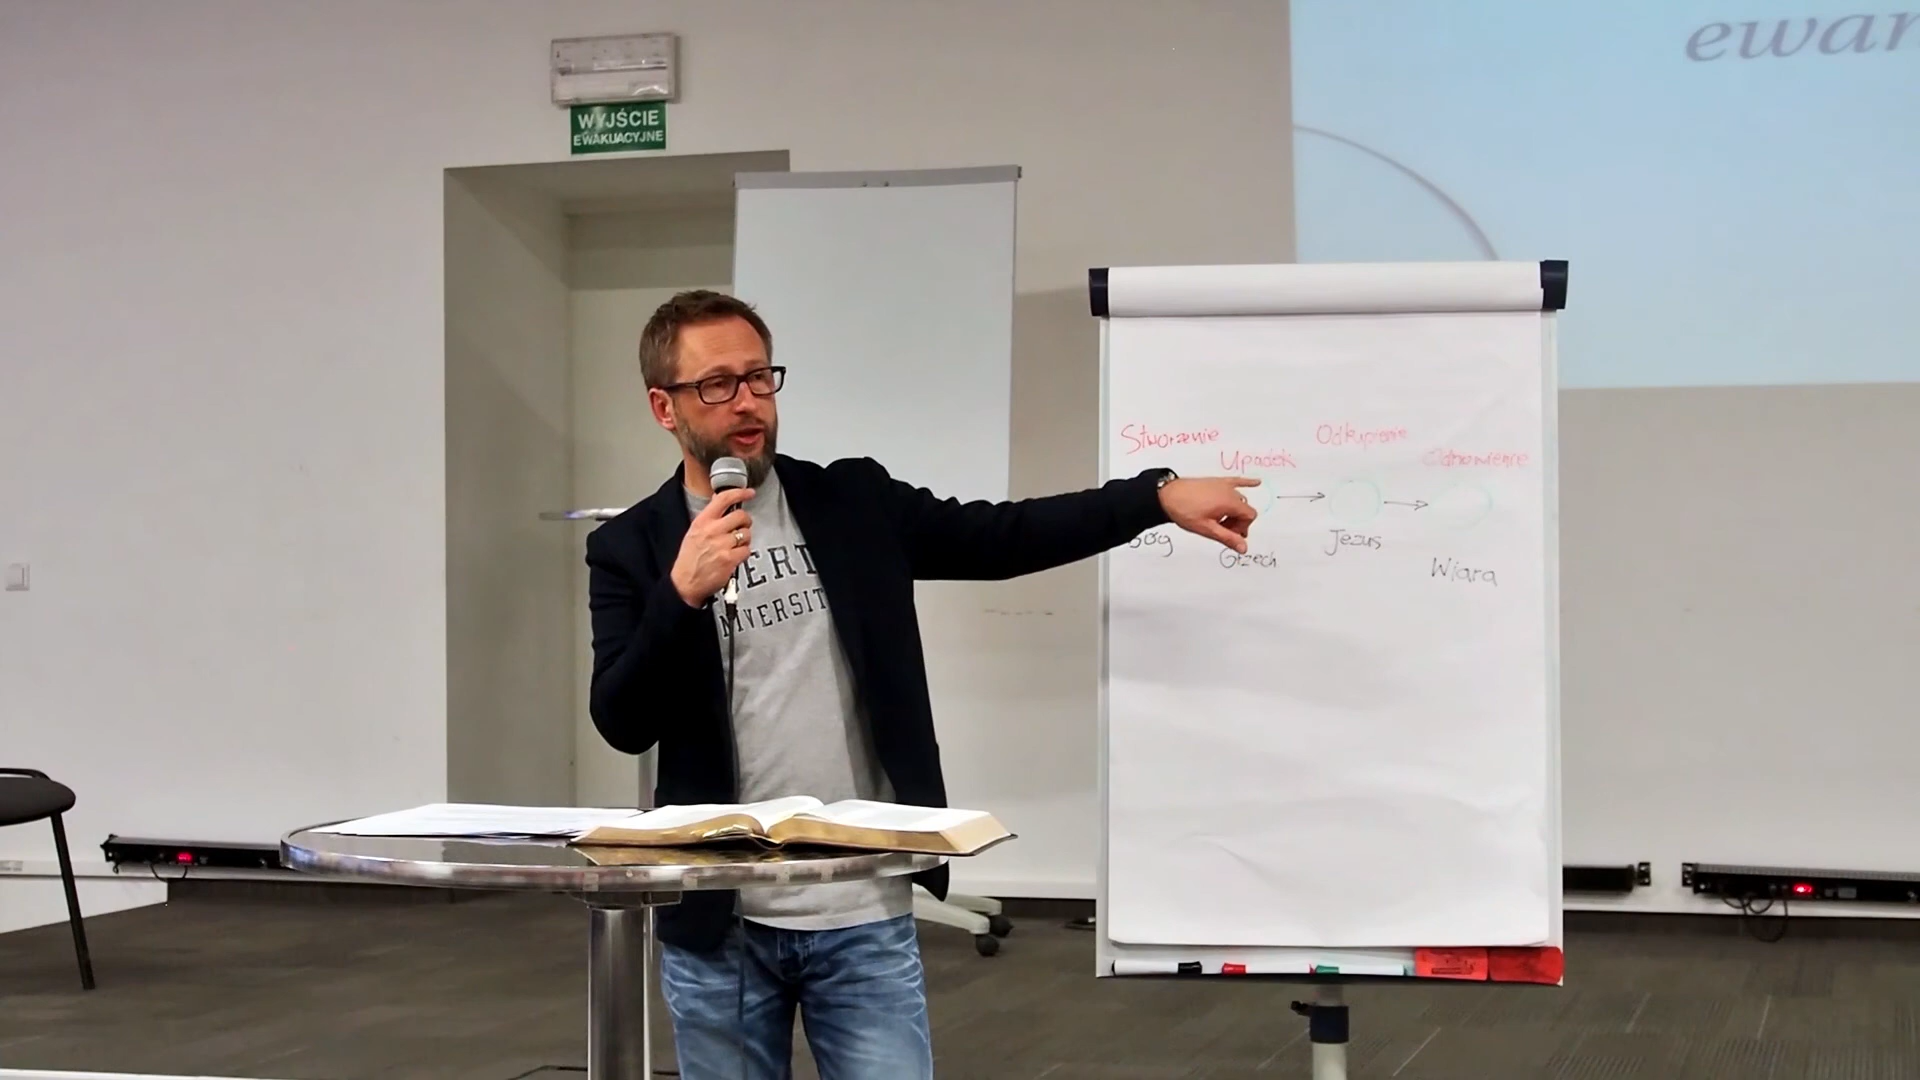 ewan
WYJŚCIE
EWAKUACYJNE
Stworzenie
Upadek
Odkupienie
Odnowienie
Bóg
Grzech
Jezus
Wiara